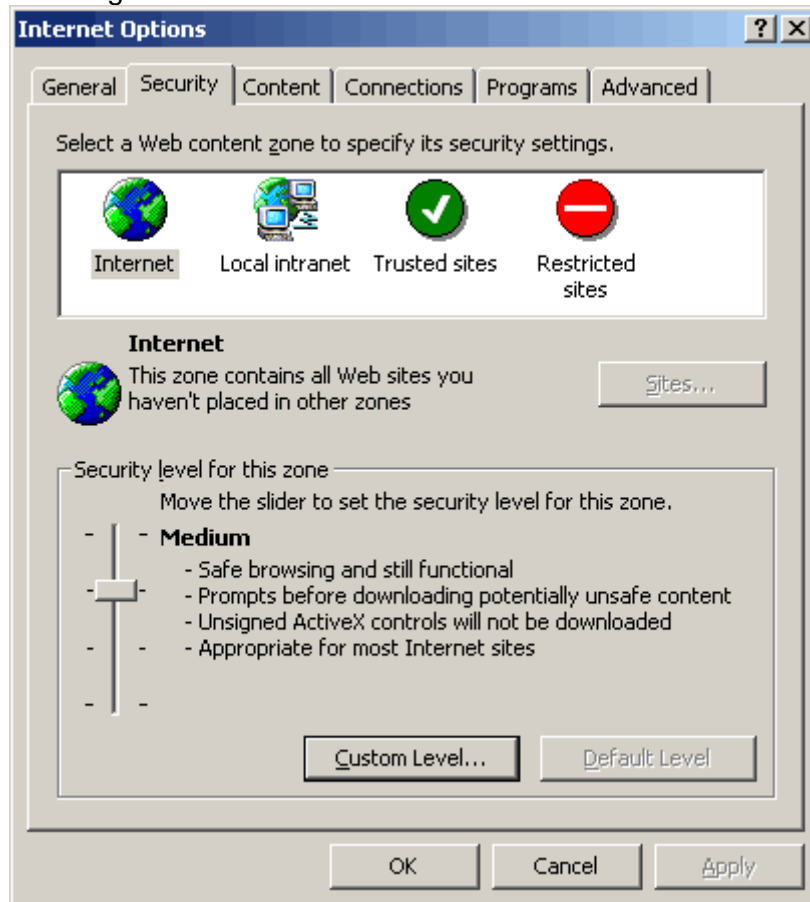 Internet Options
General Security Content Connections Programs Advanced
Select a Web content zone to specify its security settings.
Internet Local intranet Trusted sites Restricted sites
Internet
This zone contains all Web sites you
haven't placed in other zones
Sites...
Security level for this zone
Move the slider to set the security level for this zone.
Medium
- Safe browsing and still functional
- Prompts before downloading potentially unsafe content
- Unsigned ActiveX controls will not be downloaded
- Appropriate for most Internet sites
Custom Level... Default Level
OK Cancel Apply